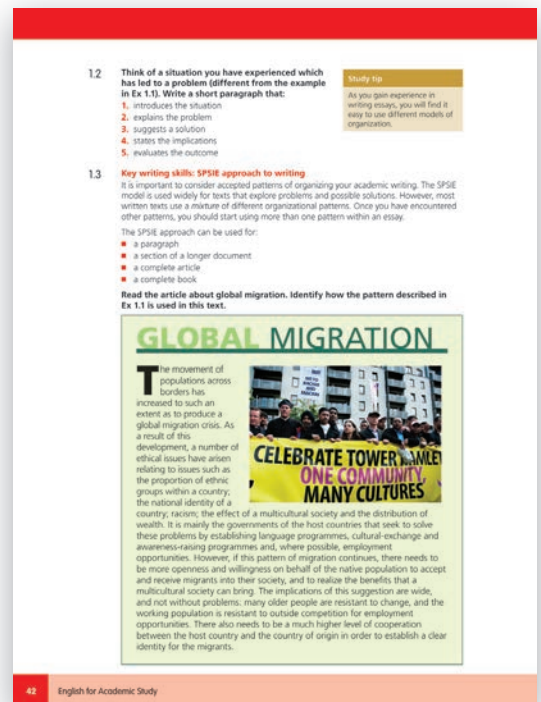 1.2
Think of a situation you have experienced which
has led to a problem (different from the example
in Ex 1.1). Write a short paragraph that:
1. introduces the situation
2. explains the problem
3. suggests a solution
4. states the implications
5. evaluates the outcome
Study tip
As you gain experience in
writing essays, you will find it
easy to use different models of
organization.
1.3
Key writing skills: SPSIE approach to writing
It is important to consider accepted patterns of organizing your academic writing. The SPSIE
model is used widely for texts that explore problems and possible solutions. However, most
written texts use a mixture of different organizational patterns. Once you have encountered
other patterns, you should start using more than one pattern within an essay.
The SPSIE approach can be used for:
■ a paragraph
■ a section of a longer document
■ a complete article
■ a complete book
Read the article about global migration. Identify how the pattern described in
Ex 1.1 is used in this text.
GLOBAL MIGRATION
The movement of
populations across
borders has
increased to such an
extent as to produce a
global migration crisis. As
a result of this
development, a number of
ethical issues have arisen
relating to issues such as
the proportion of ethnic
groups within a country;
the national identity of a
country; racism; the effect of a multicultural society and the distribution of
wealth. It is mainly the governments of the host countries that seek to solve
these problems by establishing language programmes, cultural-exchange and
awareness-raising programmes and, where possible, employment
opportunities. However, if this pattern of migration continues, there needs to
be more openness and willingness on behalf of the native population to accept
and receive migrants into their society, and to realize the benefits that a
multicultural society can bring. The implications of this suggestion are wide,
and not without problems: many older people are resistant to change, and the
working population is resistant to outside competition for employment
opportunities. There also needs to be a much higher level of cooperation
between the host country and the country of origin in order to establish a clear
identity for the migrants.
CELEBRATE TOWER HAMLET
ONE COMMUNITY,
MANY CULTURES
42 English for Academic Study